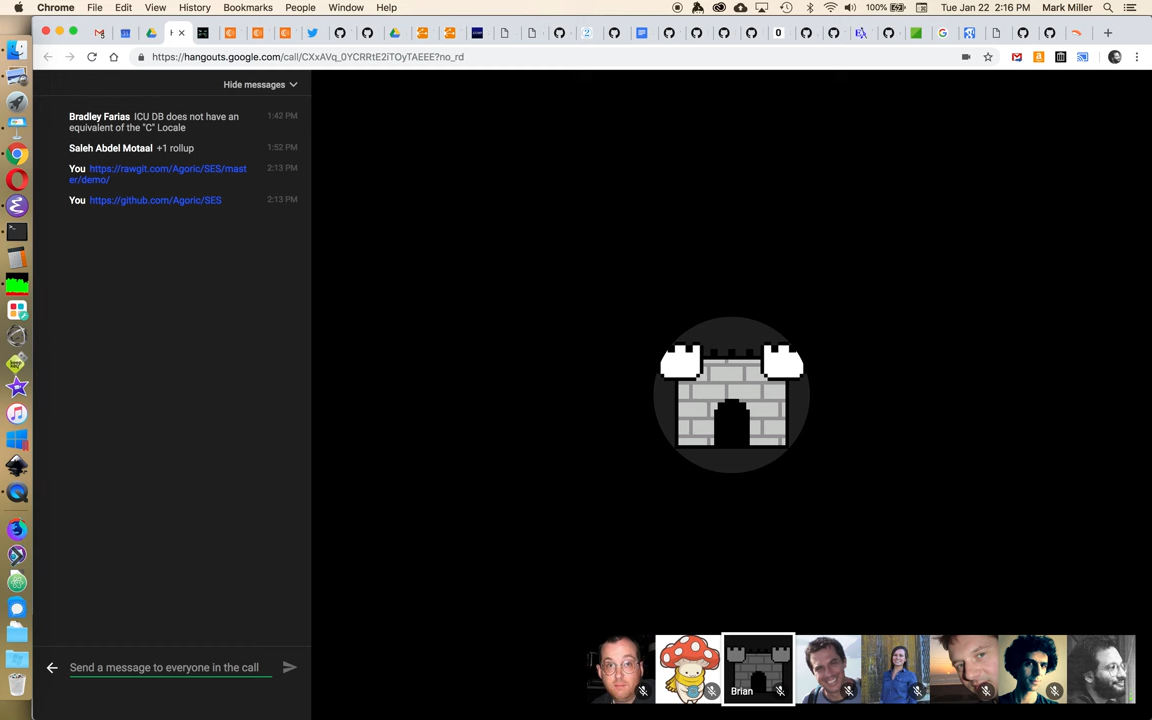 Chrome File Edit View History Bookmarks People Window Help 100% Tue Jan 22 2:16 PM Mark Miller
https://hangouts.google.com/call/CXxAVq_0YCRRtE2iTOyTAEEE?no_rd
Hide messages
Bradley Farias ICU DB does not have an 1:42 PM
equivalent of the "C" Locale
Saleh Abdel Motaal +1 rollup 1:52 PM
You https://rawgit.com/Agoric/SES/mast 2:13 PM
er/demo/
You https://github.com/Agoric/SES 2:13 PM
Send a message to everyone in the call
Brian